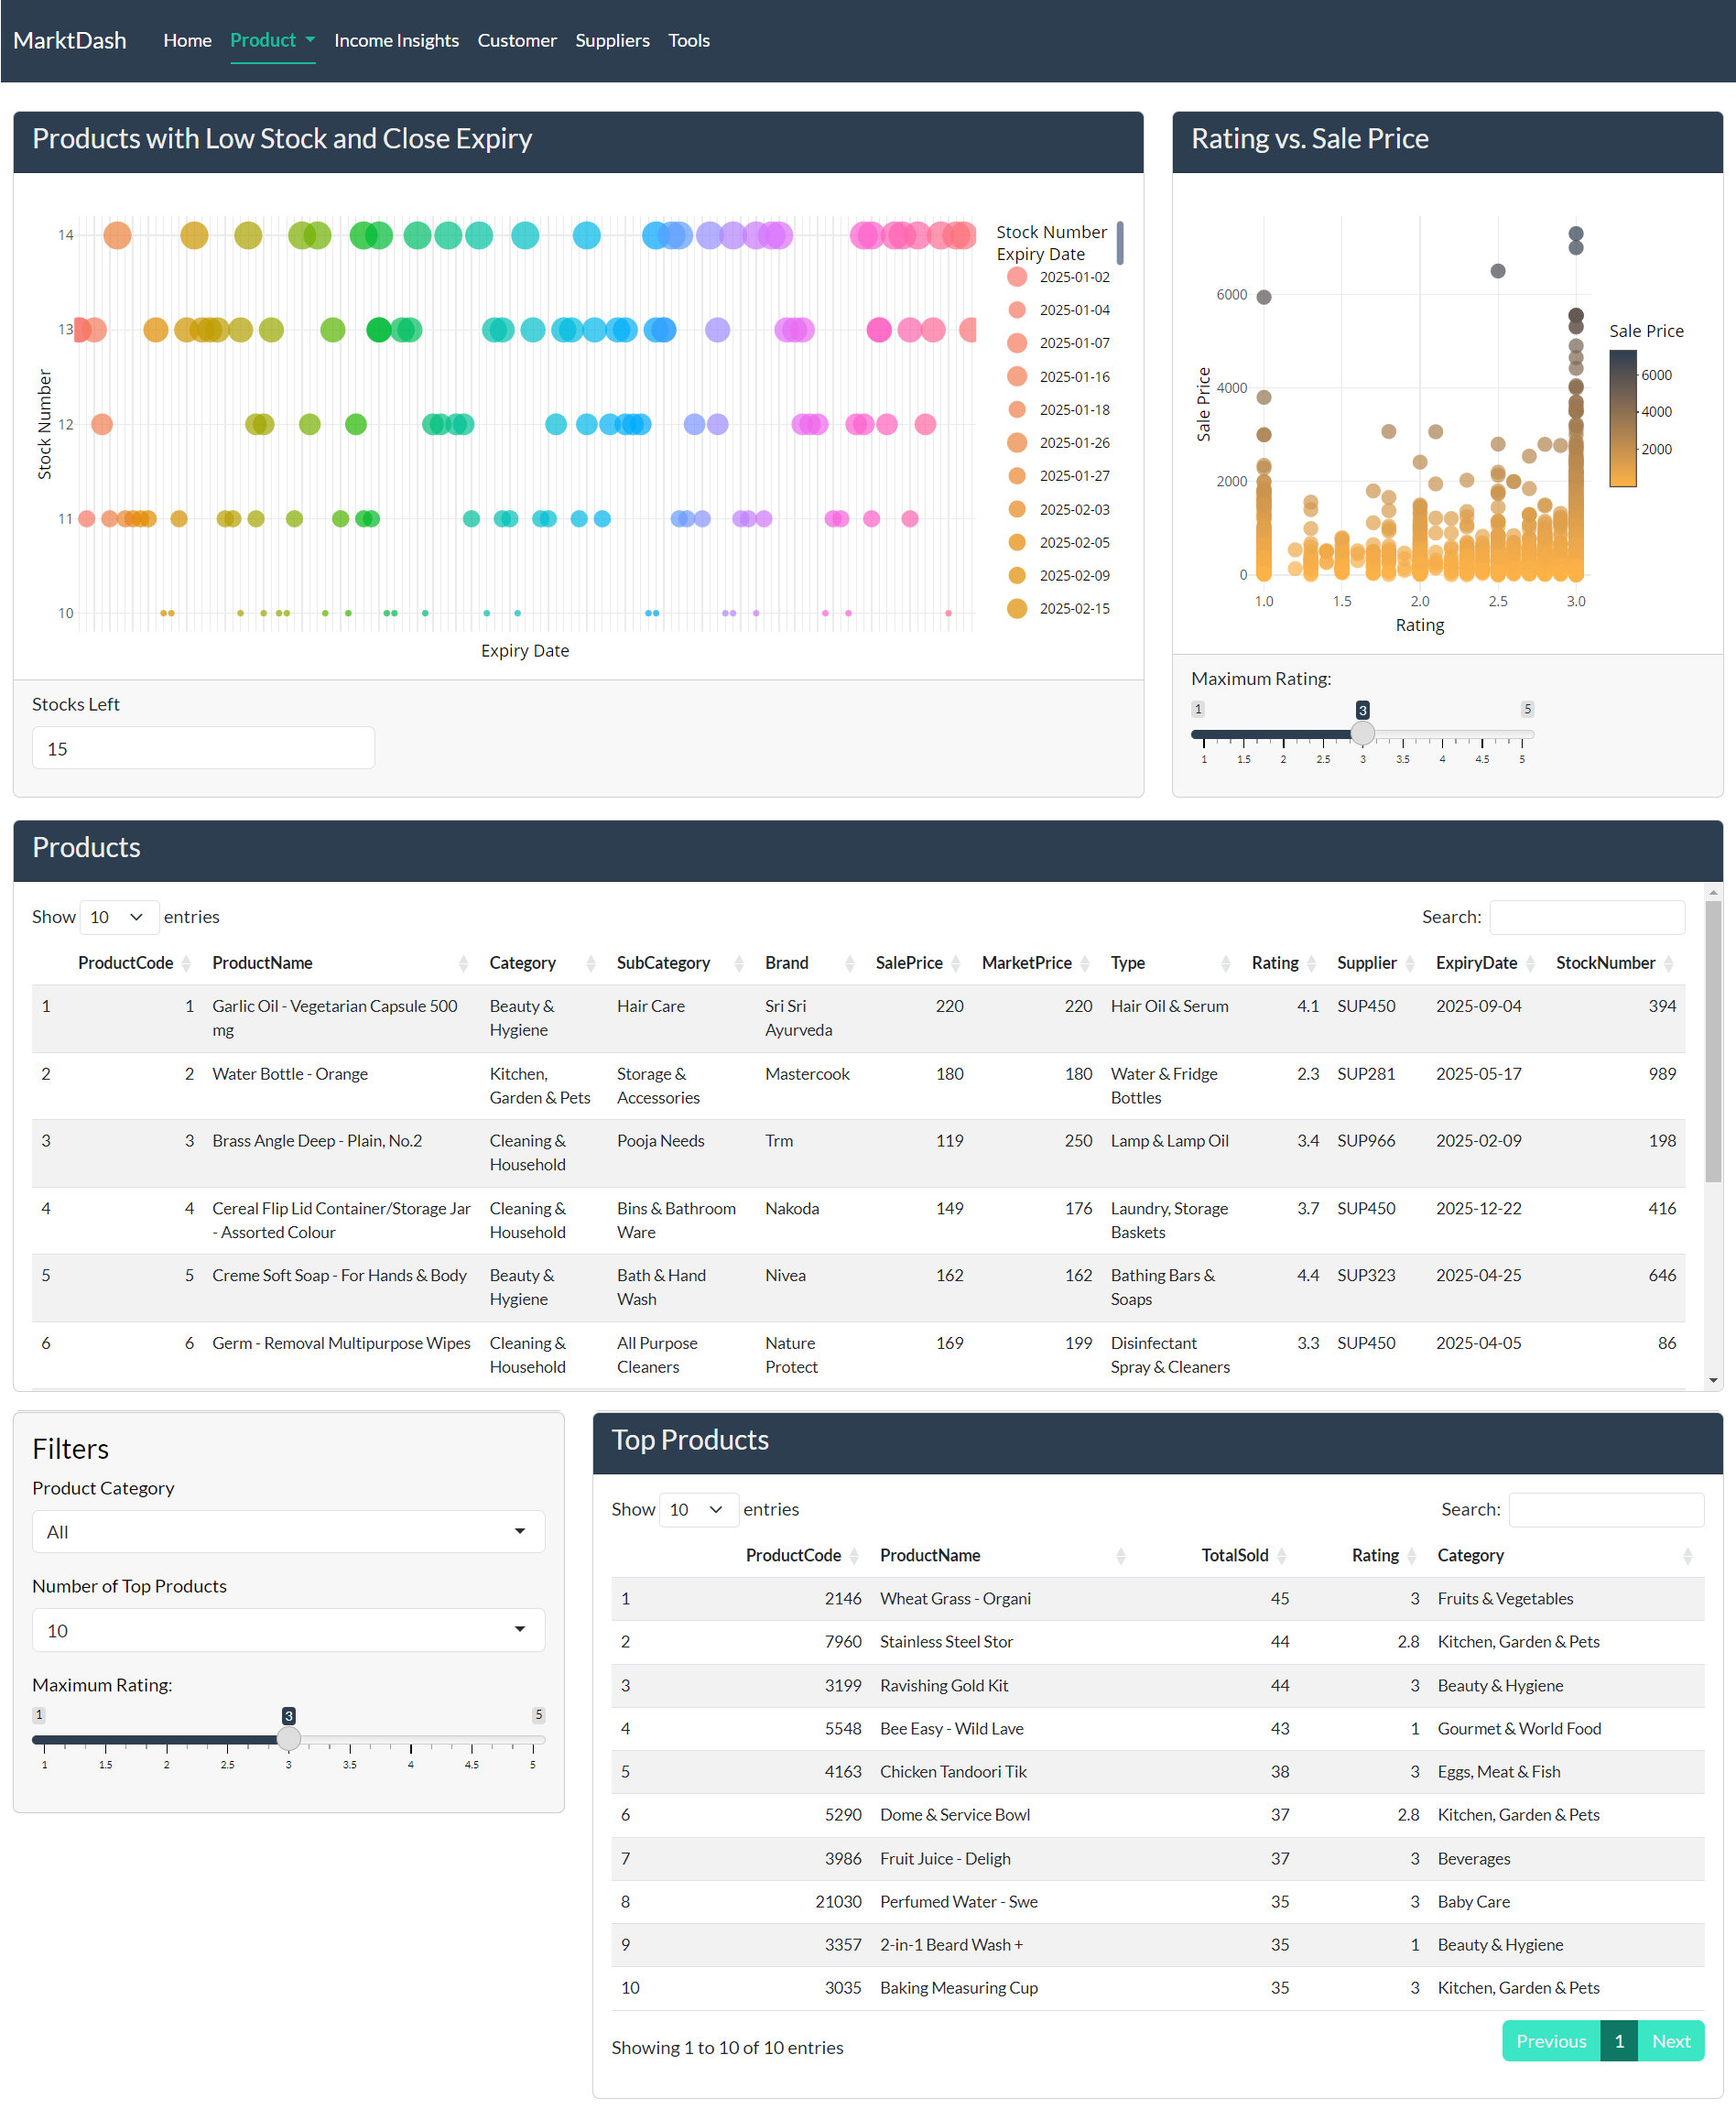 MarktDash Home Product Income Insights Customer Suppliers Tools
Products with Low Stock and Close Expiry
14
13
12
11
10
Stock Number
Expiry Date
Stock Number
Expiry Date
2025-01-02
2025-01-04
2025-01-07
2025-01-16
2025-01-18
2025-01-26
2025-01-27
2025-02-03
2025-02-05
2025-02-09
2025-02-15
Stocks Left
15
Rating vs. Sale Price
6000
4000
2000
0
Sale Price
1.0 1.5 2.0 2.5 3.0
Rating
Sale Price
6000
4000
2000
Maximum Rating:
1 3 5
1 1.5 2 2.5 3 3.5 4 4.5 5
Products
Show 10 entries Search:
ProductCode ProductName Category SubCategory Brand SalePrice MarketPrice Type Rating Supplier ExpiryDate StockNumber
1 1 Garlic Oil - Vegetarian Capsule 500 Beauty & Hair Care Sri Sri 220 220 Hair Oil & Serum 4.1 SUP450 2025-09-04 394
mg Hygiene Ayurveda
2 2 Water Bottle - Orange Kitchen, Storage & Mastercook 180 180 Water & Fridge 2.3 SUP281 2025-05-17 989
Garden & Pets Accessories Bottles
3 3 Brass Angle Deep - Plain, No.2 Cleaning & Pooja Needs Trm 119 250 Lamp & Lamp Oil 3.4 SUP966 2025-02-09 198
Household
4 4 Cereal Flip Lid Container/Storage Jar Cleaning & Bins & Bathroom Nakoda 149 176 Laundry, Storage 3.7 SUP450 2025-12-22 416
- Assorted Colour Household Ware Baskets
5 5 Creme Soft Soap - For Hands & Body Beauty & Bath & Hand Nivea 162 162 Bathing Bars & 4.4 SUP323 2025-04-25 646
Hygiene Wash Soaps
6 6 Germ - Removal Multipurpose Wipes Cleaning & All Purpose Nature 169 199 Disinfectant 3.3 SUP450 2025-04-05 86
Household Cleaners Protect Spray & Cleaners
Filters
Product Category
All
Number of Top Products
10
Maximum Rating:
1 3 5
1 1.5 2 2.5 3 3.5 4 4.5 5
Top Products
Show 10 entries Search:
ProductCode ProductName TotalSold Rating Category
1 2146 Wheat Grass - Organi 45 3 Fruits & Vegetables
2 7960 Stainless Steel Stor 44 2.8 Kitchen, Garden & Pets
3 3199 Ravishing Gold Kit 44 3 Beauty & Hygiene
4 5548 Bee Easy - Wild Lave 43 1 Gourmet & World Food
5 4163 Chicken Tandoori Tik 38 3 Eggs, Meat & Fish
6 5290 Dome & Service Bowl 37 2.8 Kitchen, Garden & Pets
7 3986 Fruit Juice - Deligh 37 3 Beverages
8 21030 Perfumed Water - Swe 35 3 Baby Care
9 3357 2-in-1 Beard Wash + 35 1 Beauty & Hygiene
10 3035 Baking Measuring Cup 35 3 Kitchen, Garden & Pets
Showing 1 to 10 of 10 entries
Previous 1 Next